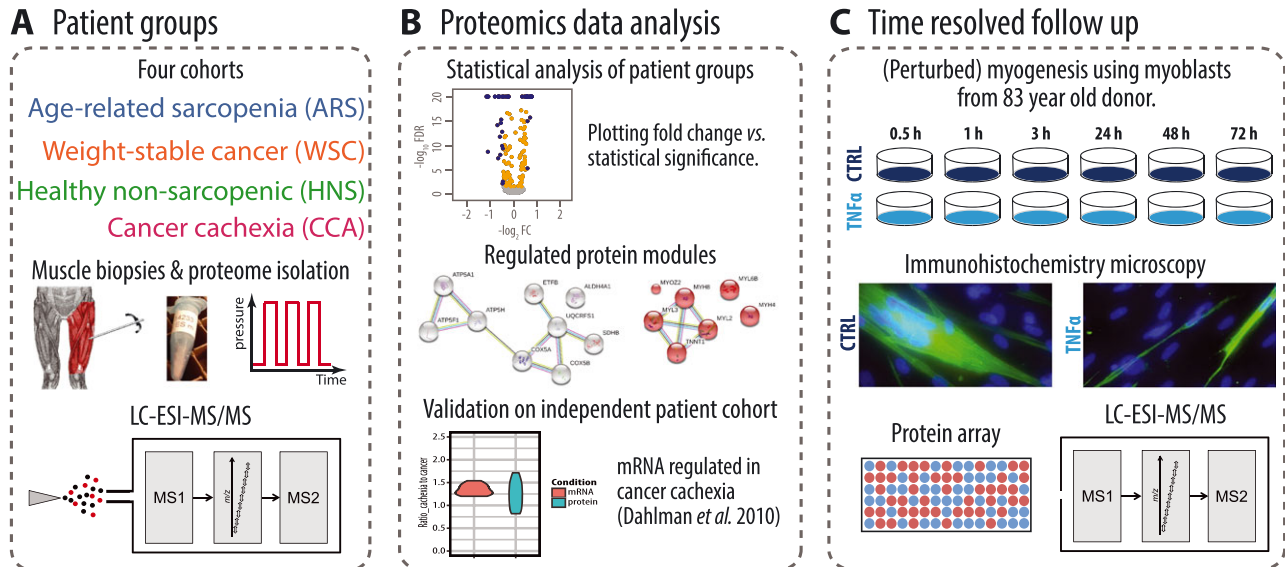 A Patient groups
Four cohorts
Age-related sarcopenia (ARS)
Weight-stable cancer (WSC)
Healthy non-sarcopenic (HNS)
Cancer cachexia (CCA)
Muscle biopsies & proteome isolation
pressure
Time
LC-ESI-MS/MS
MS1
m/z
MS2
B Proteomics data analysis
Statistical analysis of patient groups
20
15
10
5
0
-log10 FDR
-2 -1 0 1 2
-log2 FC
Plotting fold change vs.
statistical significance.
Regulated protein modules
ATP5A1
ATP5H
ATP5F1
ETFB
ALDH4A1
UQCRFS1
SDHB
COX5A
COX5B
MYOZ2
MYH8
MYL6B
MYL3
MYL2
MYH4
TNNT1
Validation on independent patient cohort
2.5
2.0
1.5
1.0
0.5
0.0
Ratio_cachexia to cancer
Condition
mRNA
protein
mRNA regulated in
cancer cachexia
(Dahlman et al. 2010)
C Time resolved follow up
(Perturbed) myogenesis using myoblasts
from 83 year old donor.
0.5 h 1 h 3 h 24 h 48 h 72 h
CTRL
TNFα
Immunohistochemistry microscopy
CTRL
TNFα
Protein array
LC-ESI-MS/MS
MS1
m/z
MS2